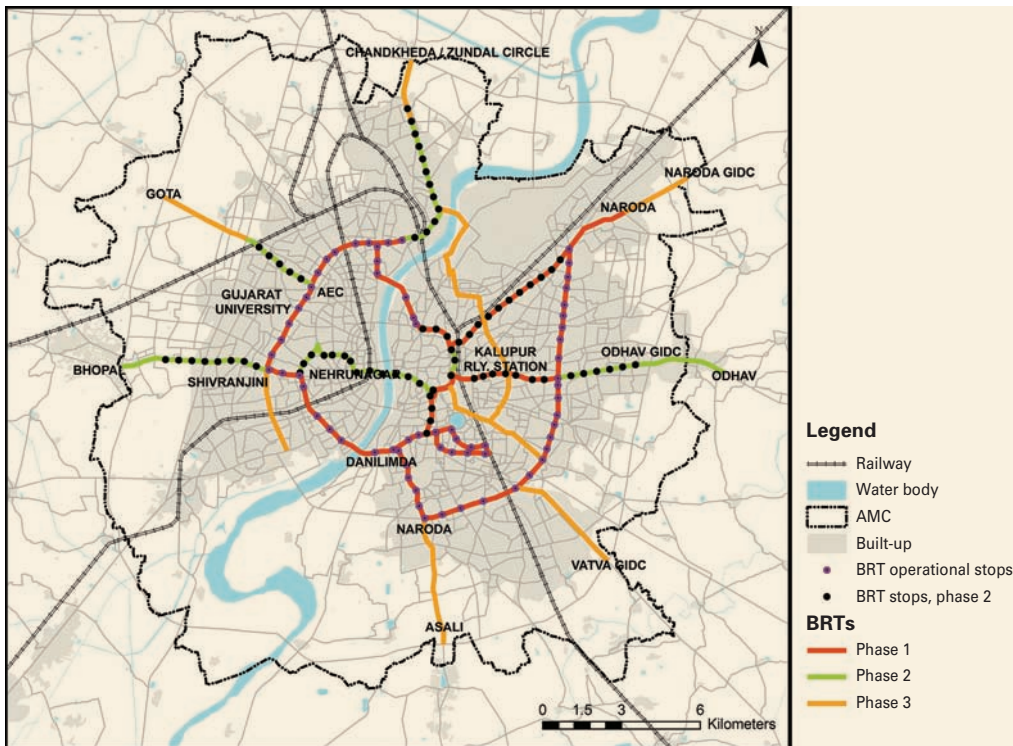 N
CHANDKHEDA / ZUNDAL CIRCLE
NARODA GIDC
GOTA
NARODA
GUJARAT
UNIVERSITY
AEC
KALUPUR
RLY. STATION
ODHAV GIDC
BHOPAL
SHIVRANJINI
NEHRUNAGAR
ODHAV
DANILIMDA
NARODA
VATVA GIDC
ASALI
0 1.5 3 6
Kilometers
Legend
Railway
Water body
AMC
Built-up
BRT operational stops
BRT stops, phase 2
BRTs
Phase 1
Phase 2
Phase 3